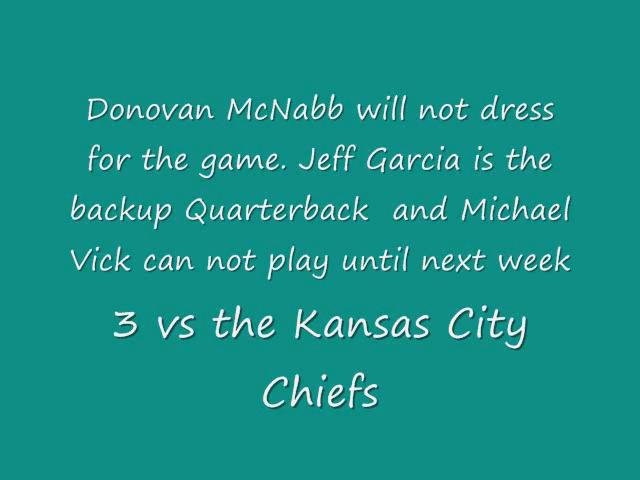 Donovan McNabb will not dress
for the game. Jeff Garcia is the
backup Quarterback  and Michael
Vick can not play until next week
3 vs the Kansas City
Chiefs